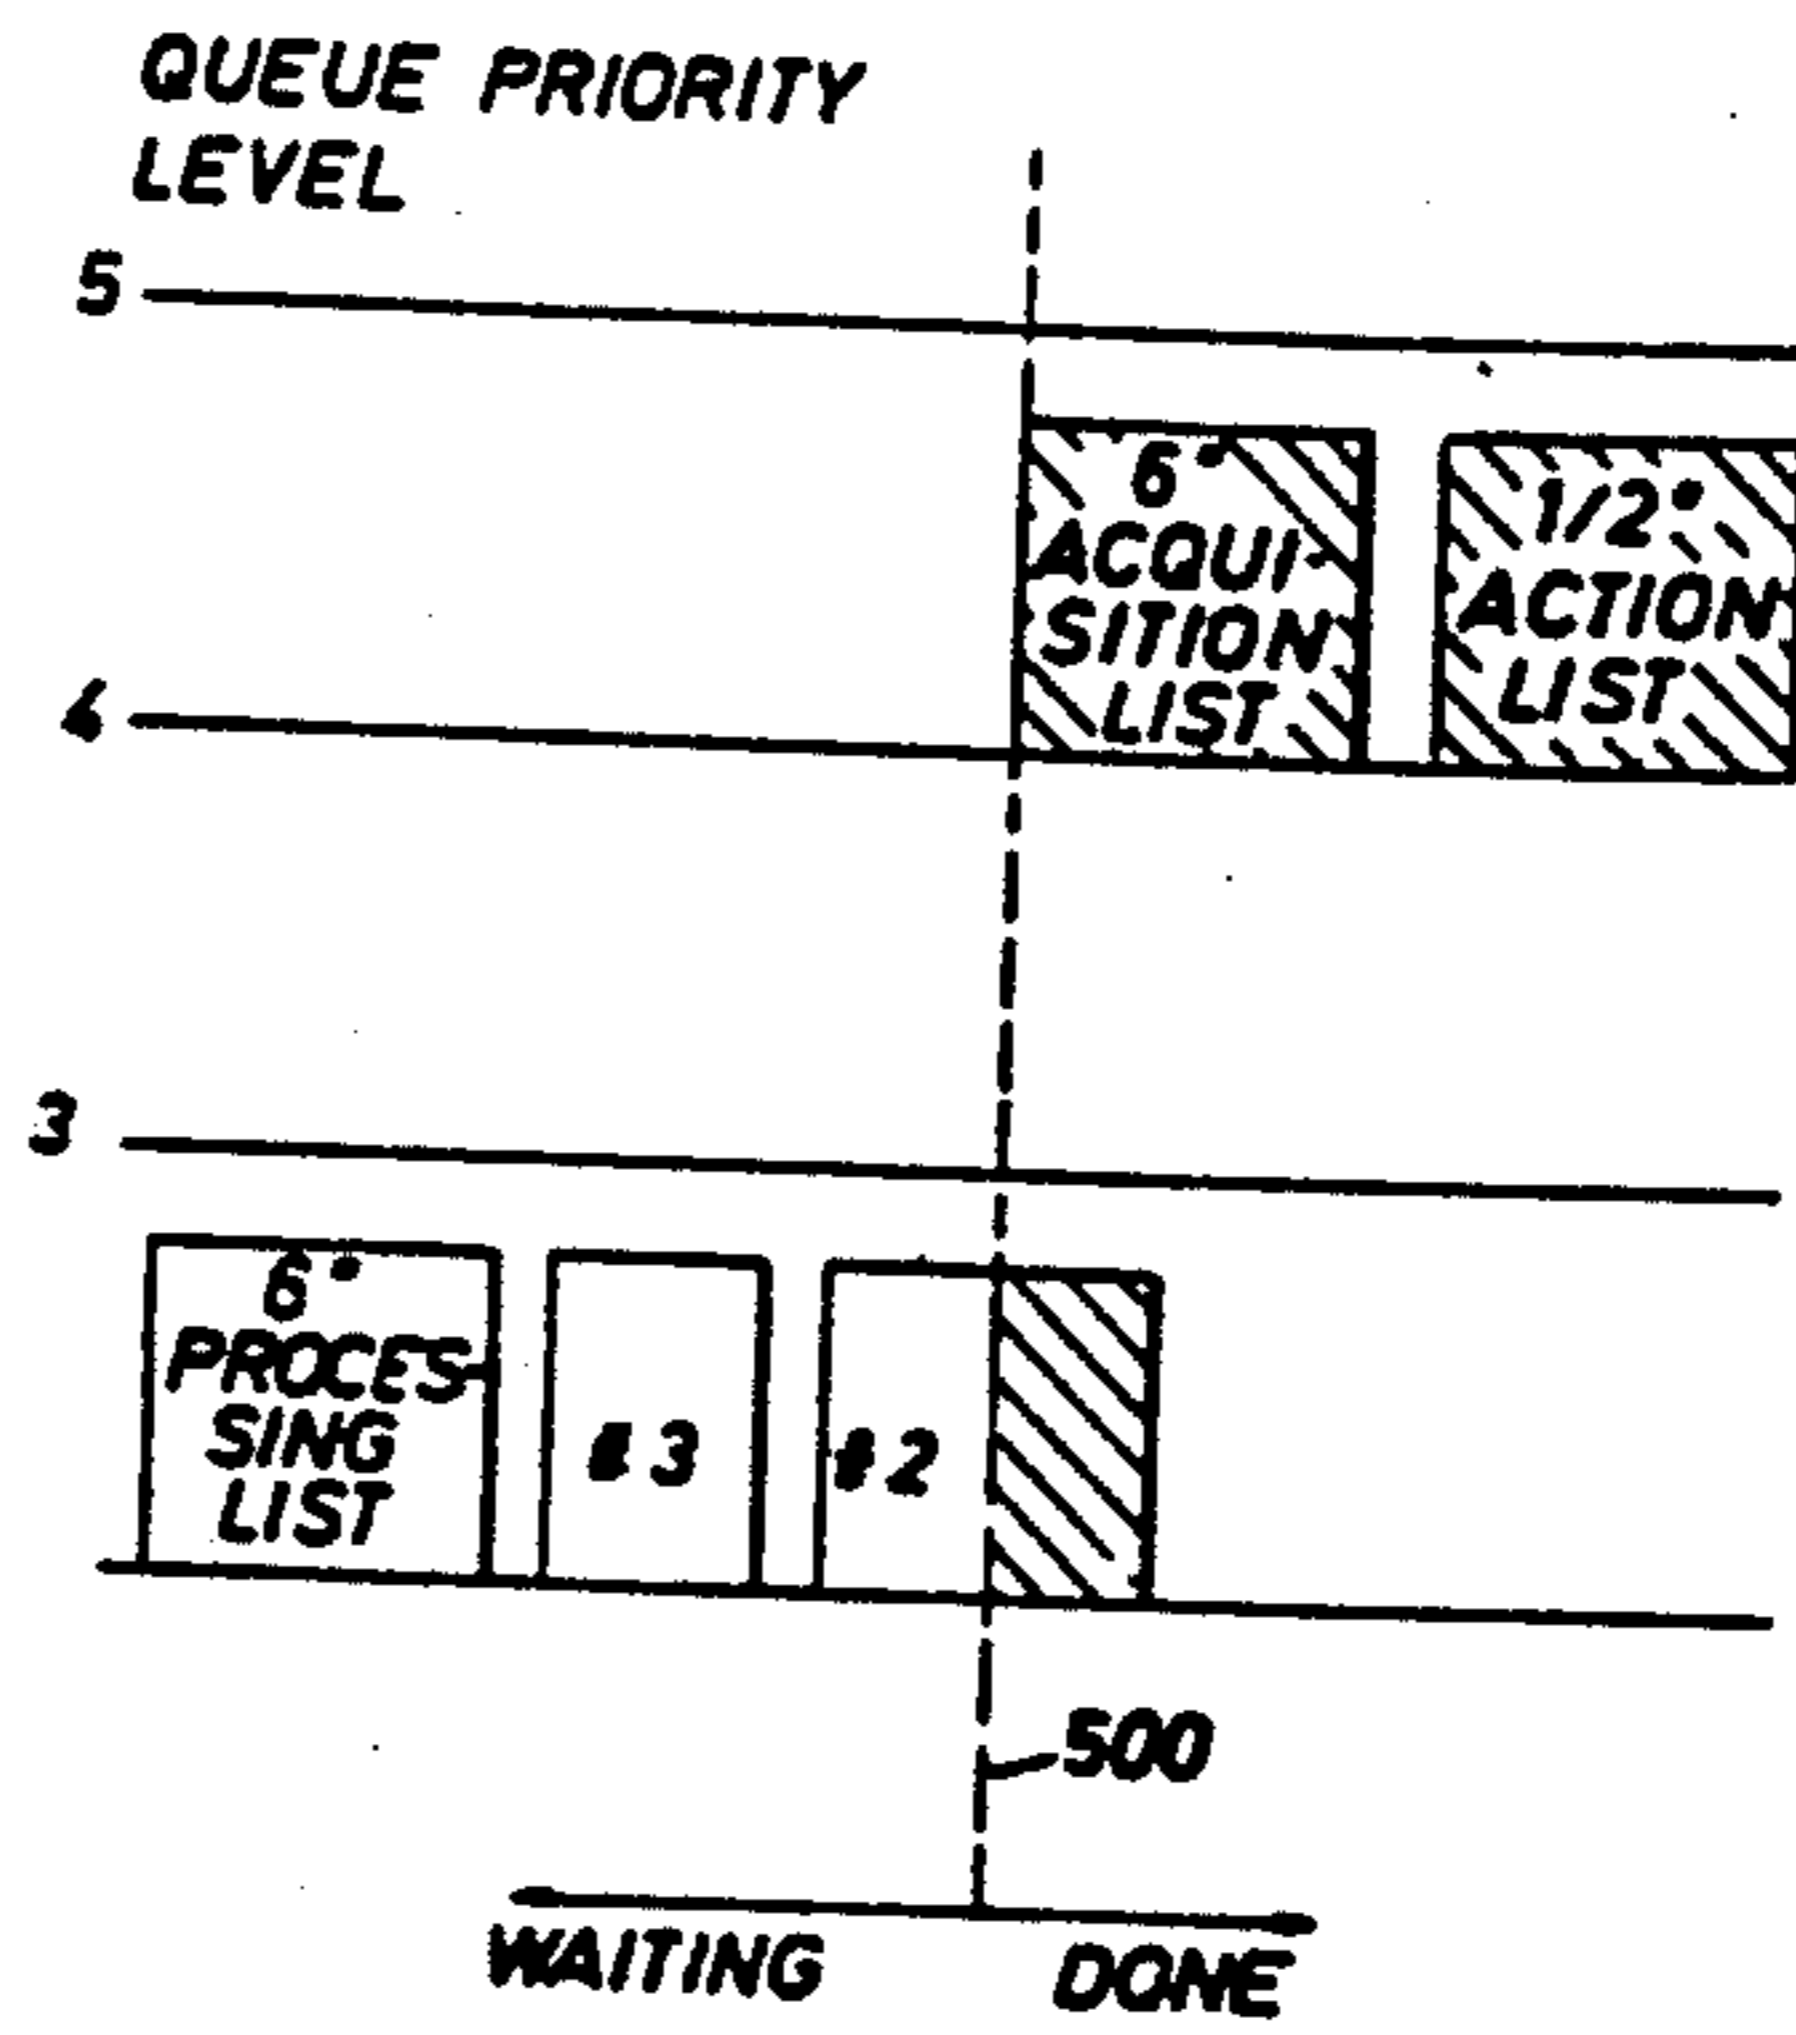 QUEUE PRIORITY
LEVEL
5
6°
ACQUI-
SITION
LIST
1/2°
ACTION
LIST
4
3
6°
PROCES-
SING
LIST
3
2
500
WAITING
DONE